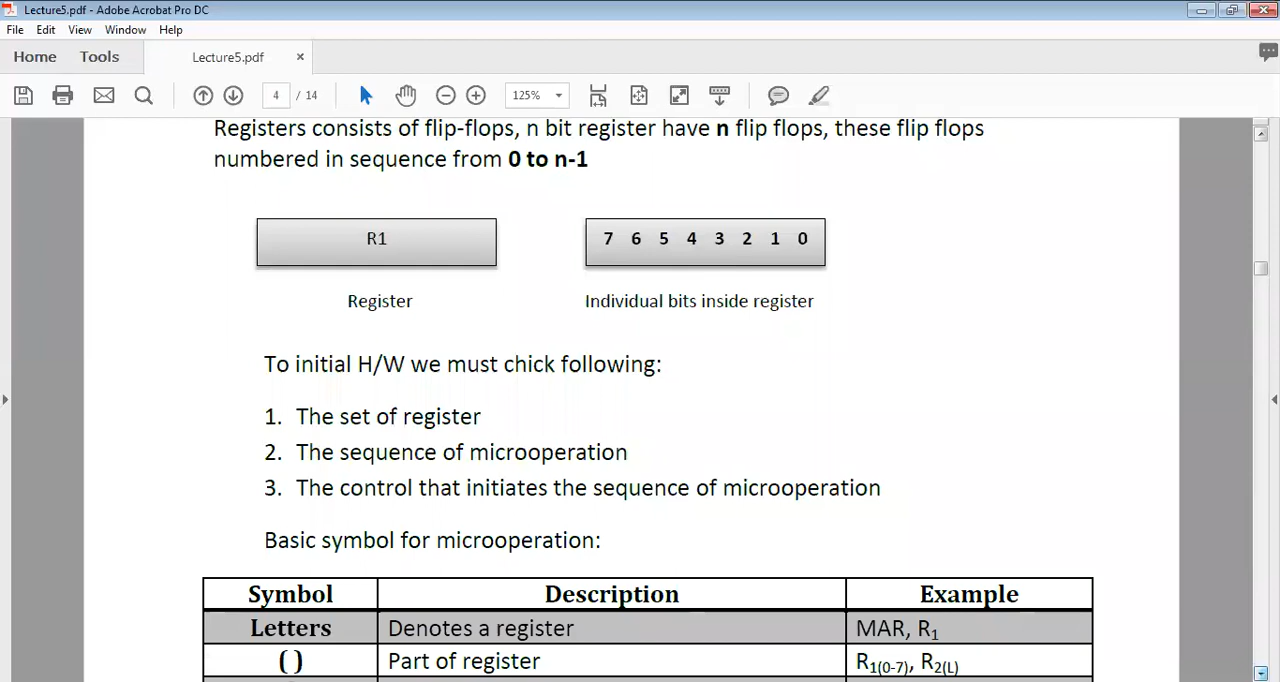 Lecture5.pdf - Adobe Acrobat Pro DC
File Edit View Window Help
Home Tools Lecture5.pdf ×
4 / 14 125%
Registers consists of flip-flops, n bit register have n flip flops, these flip flops
numbered in sequence from 0 to n-1
R1 7 6 5 4 3 2 1 0
Register Individual bits inside register
To initial H/W we must chick following:
1. The set of register
2. The sequence of microoperation
3. The control that initiates the sequence of microoperation
Basic symbol for microoperation:
Symbol Description Example
Letters Denotes a register MAR, R1
( ) Part of register R1(0-7), R2(L)